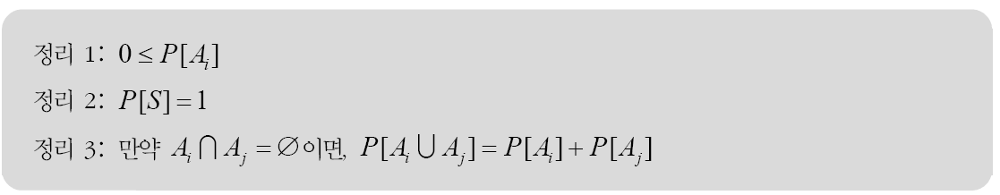 정리 1: 0 ≤ P[A_i]
정리 2: P[S] = 1
정리 3: 만약 A_i ⋂ A_j = ∅이면, P[A_i ⋃ A_j] = P[A_i] + P[A_j]